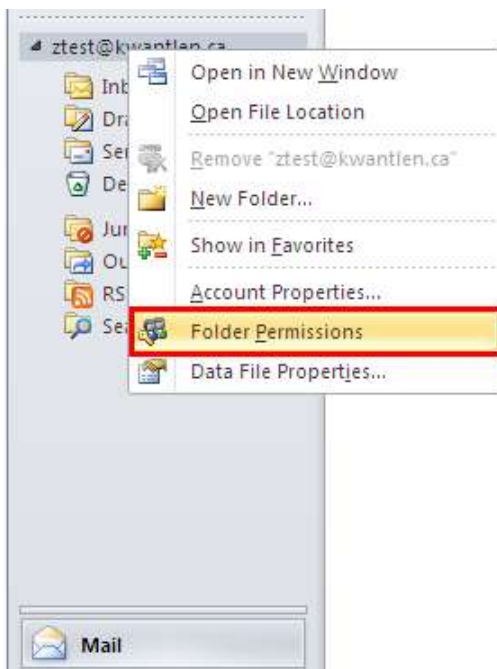 ztest@kwantlen.ca
Open in New Window
Open File Location
Remove "ztest@kwantlen.ca"
New Folder...
Show in Favorites
Account Properties...
Folder Permissions
Data File Properties...
RS
Mail